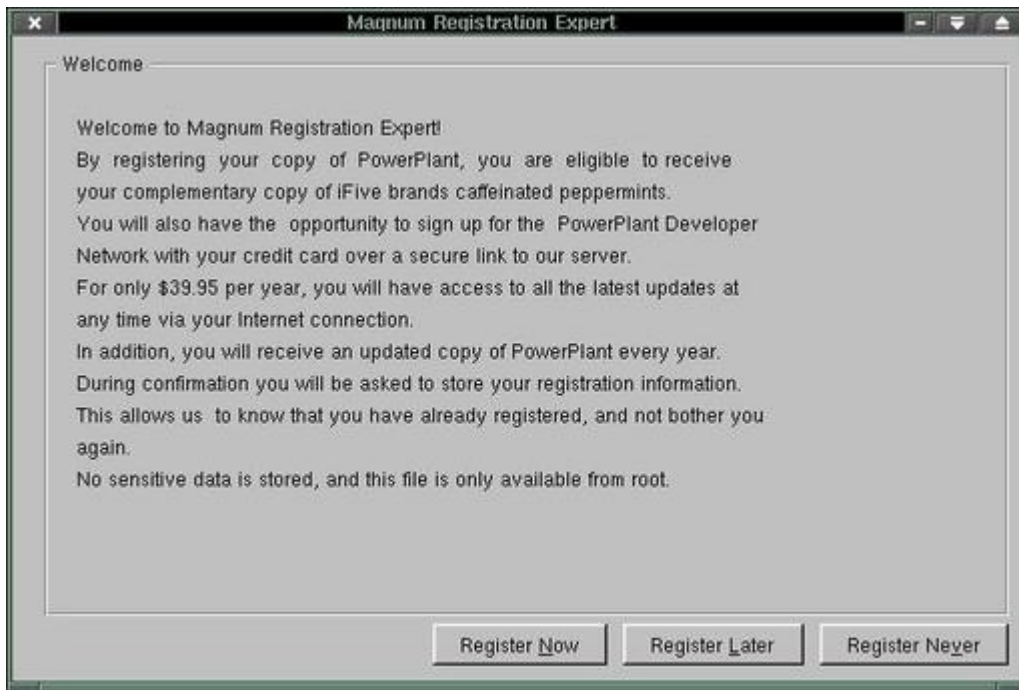 Magnum Registration Expert
Welcome
Welcome to Magnum Registration Expert!
By registering your copy of PowerPlant, you are eligible to receive
your complementary copy of iFive brands caffeinated peppermints.
You will also have the opportunity to sign up for the PowerPlant Developer
Network with your credit card over a secure link to our server.
For only $39.95 per year, you will have access to all the latest updates at
any time via your Internet connection.
In addition, you will receive an updated copy of PowerPlant every year.
During confirmation you will be asked to store your registration information.
This allows us to know that you have already registered, and not bother you
again.
No sensitive data is stored, and this file is only available from root.
Register Now
Register Later
Register Never